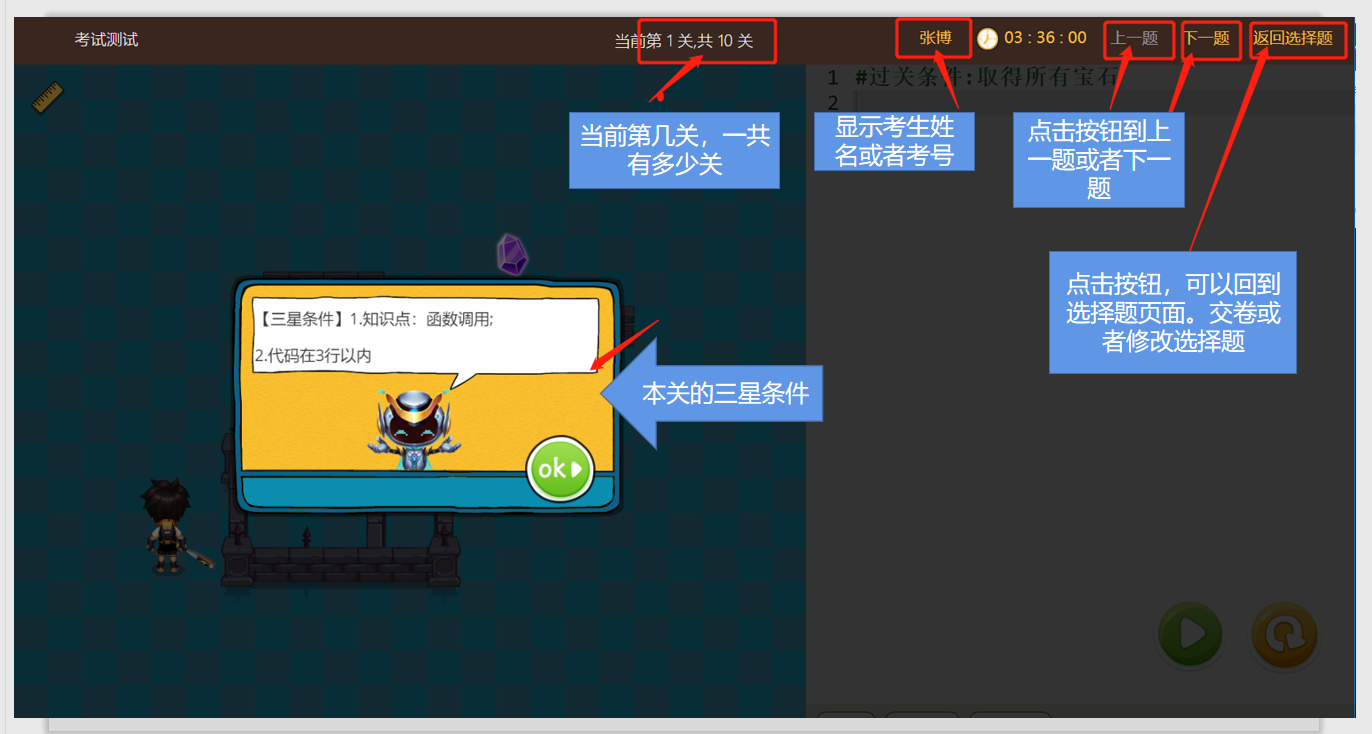 考试测试
当前第 1 关,共 10 关
张博
03 : 36 : 00
上一题
下一题
返回选择题
1 #过关条件:取得所有宝石
2
当前第几关，一共
有多少关
显示考生姓
名或者考号
点击按钮到上
一题或者下一
题
点击按钮，可以回到
选择题页面。交卷或
者修改选择题
【三星条件】1.知识点：函数调用;
2.代码在3行以内
本关的三星条件
ok